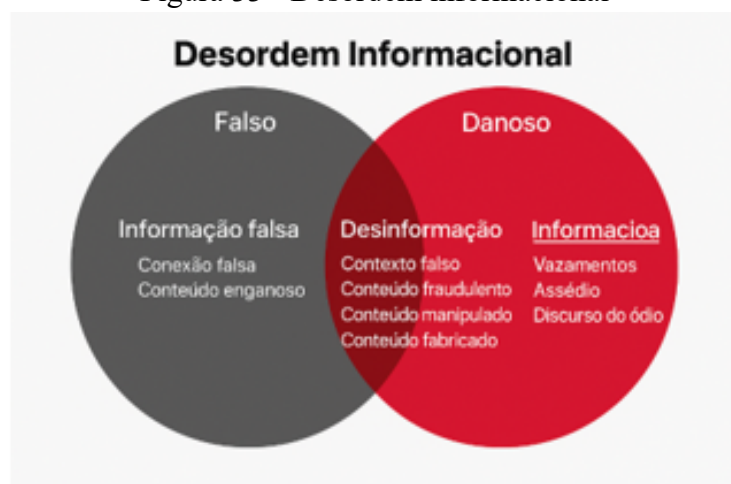 Desordem Informacional
Falso
Danoso
Informação falsa
Conexão falsa
Conteúdo enganoso
Desinformação
Contexto falso
Conteúdo fraudulento
Conteúdo manipulado
Conteúdo fabricado
Informacioa
Vazamentos
Assédio
Discurso do ódio